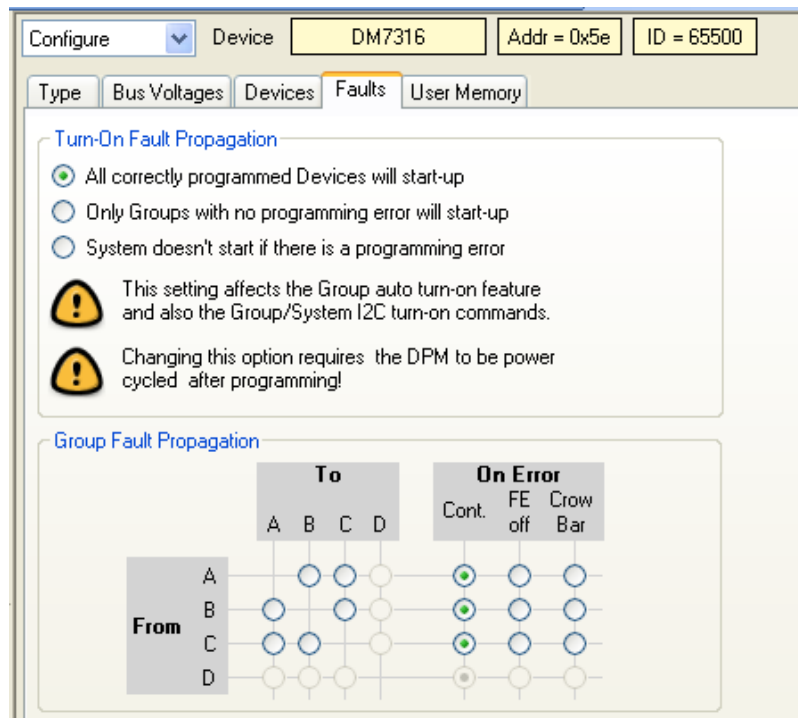 Configure Device DM7316 Addr = 0x5e ID = 65500
Type Bus Voltages Devices Faults User Memory
Turn-On Fault Propagation
All correctly programmed Devices will start-up
Only Groups with no programming error will start-up
System doesn't start if there is a programming error
This setting affects the Group auto turn-on feature
and also the Group/System I2C turn-on commands.
Changing this option requires the DPM to be power
cycled after programming!
Group Fault Propagation
To On Error
A B C D Cont. FE off Crow Bar
From
A
B
C
D